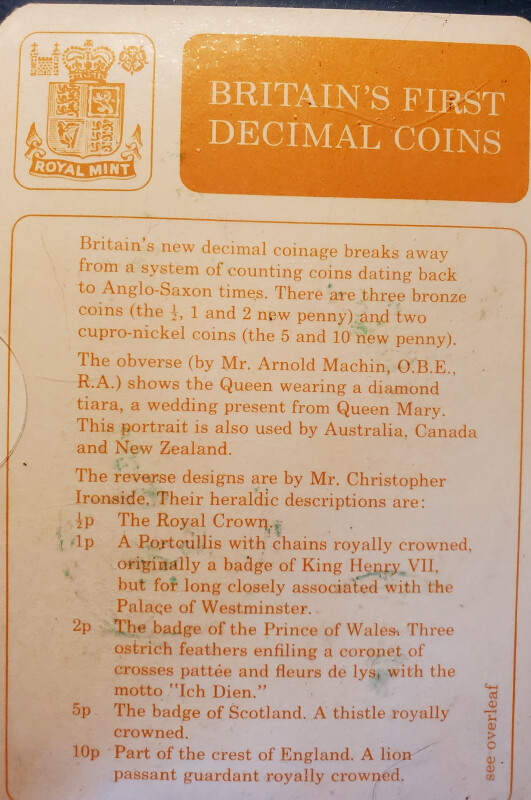 ROYAL MINT
BRITAIN'S FIRST
DECIMAL COINS
Britain's new decimal coinage breaks away
from a system of counting coins dating back
to Anglo-Saxon times. There are three bronze
coins (the ½, 1 and 2 new penny) and two
cupro-nickel coins (the 5 and 10 new penny).
The obverse (by Mr. Arnold Machin, O.B.E.,
R.A.) shows the Queen wearing a diamond
tiara, a wedding present from Queen Mary.
This portrait is also used by Australia, Canada
and New Zealand.
The reverse designs are by Mr. Christopher
Ironside. Their heraldic descriptions are:
½p The Royal Crown.
1p A Portcullis with chains royally crowned,
originally a badge of King Henry VII,
but for long closely associated with the
Palace of Westminster.
2p The badge of the Prince of Wales. Three
ostrich feathers enfiling a coronet of
crosses pattée and fleurs de lys, with the
motto "Ich Dien."
5p The badge of Scotland. A thistle royally
crowned.
10p Part of the crest of England. A lion
passant guardant royally crowned.
see overleaf